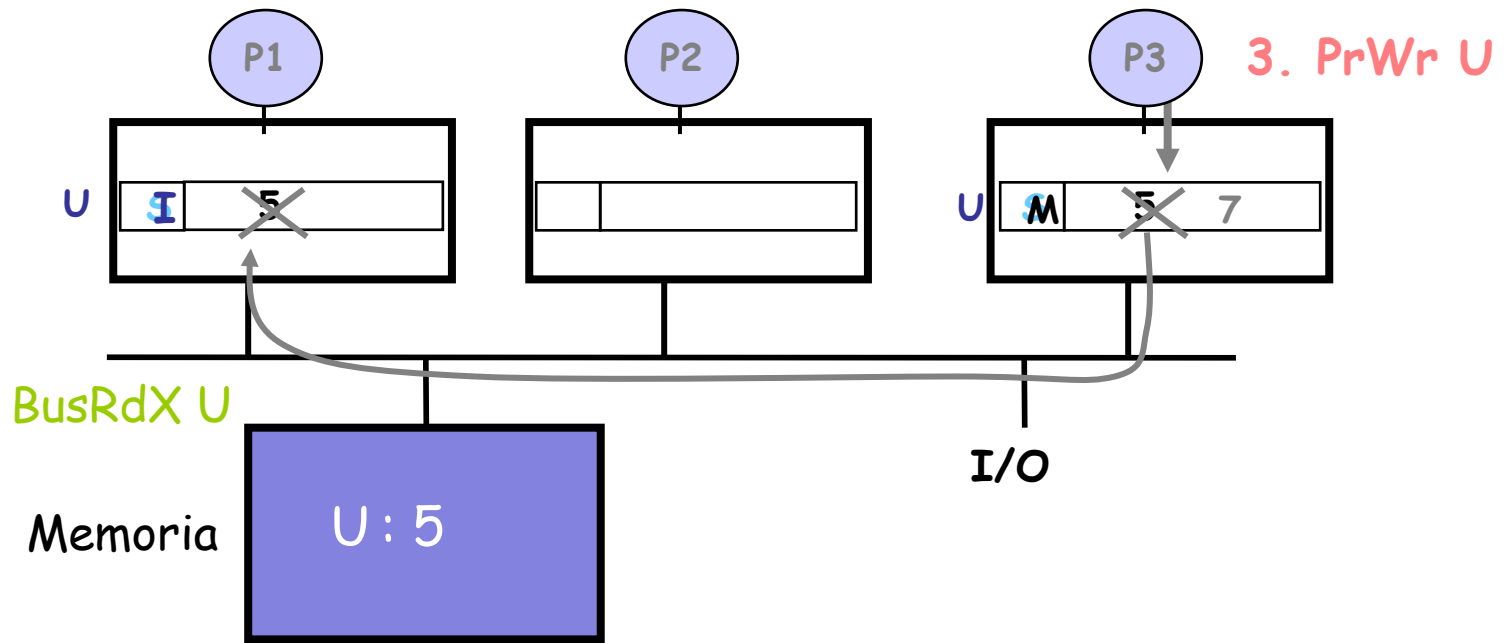 P1
P2
P3
3. PrWr U
U
S
I
5
U
S
M
5
7
BusRdX U
I/O
Memoria
U : 5